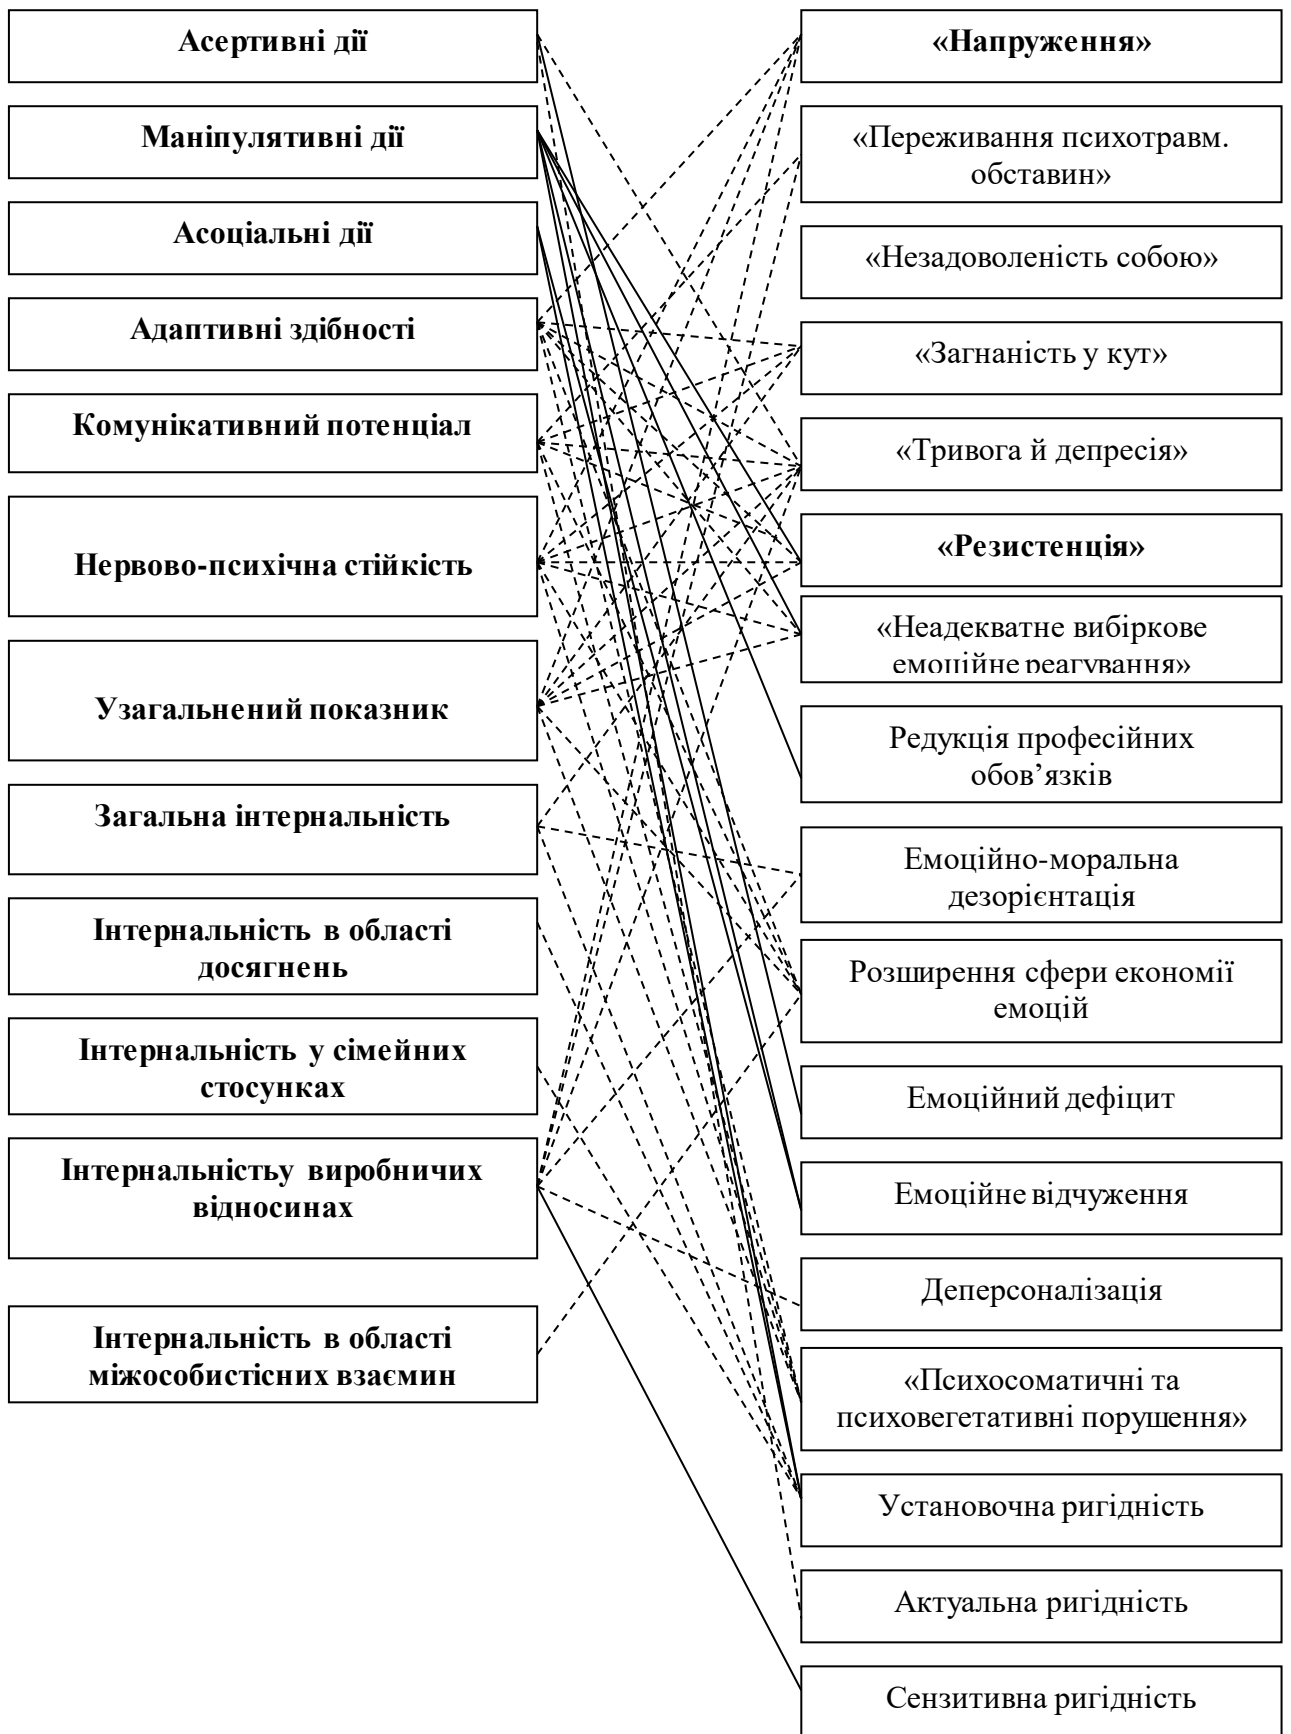 Асертивні дії
Маніпулятивні дії
Асоціальні дії
Адаптивні здібності
Комунікативний потенціал
Нервово-психічна стійкість
Узагальнений показник
Загальна інтернальність
Інтернальність в області
досягнень
Інтернальність у сімейних
стосунках
Інтернальністьу виробничих
відносинах
Інтернальність в області
міжособистісних взаємин
«Напруження»
«Переживання психотравм.
обставин»
«Незадоволеність собою»
«Загнаність у кут»
«Тривога й депресія»
«Резистенція»
«Неадекватне вибіркове
емоційне реагування»
Редукція професійних
обов’язків
Емоційно-моральна
дезорієнтація
Розширення сфери економії
емоцій
Емоційний дефіцит
Емоційне відчуження
Деперсоналізація
«Психосоматичні та
психовегетативні порушення»
Установочна ригідність
Актуальна ригідність
Сензитивна ригідність